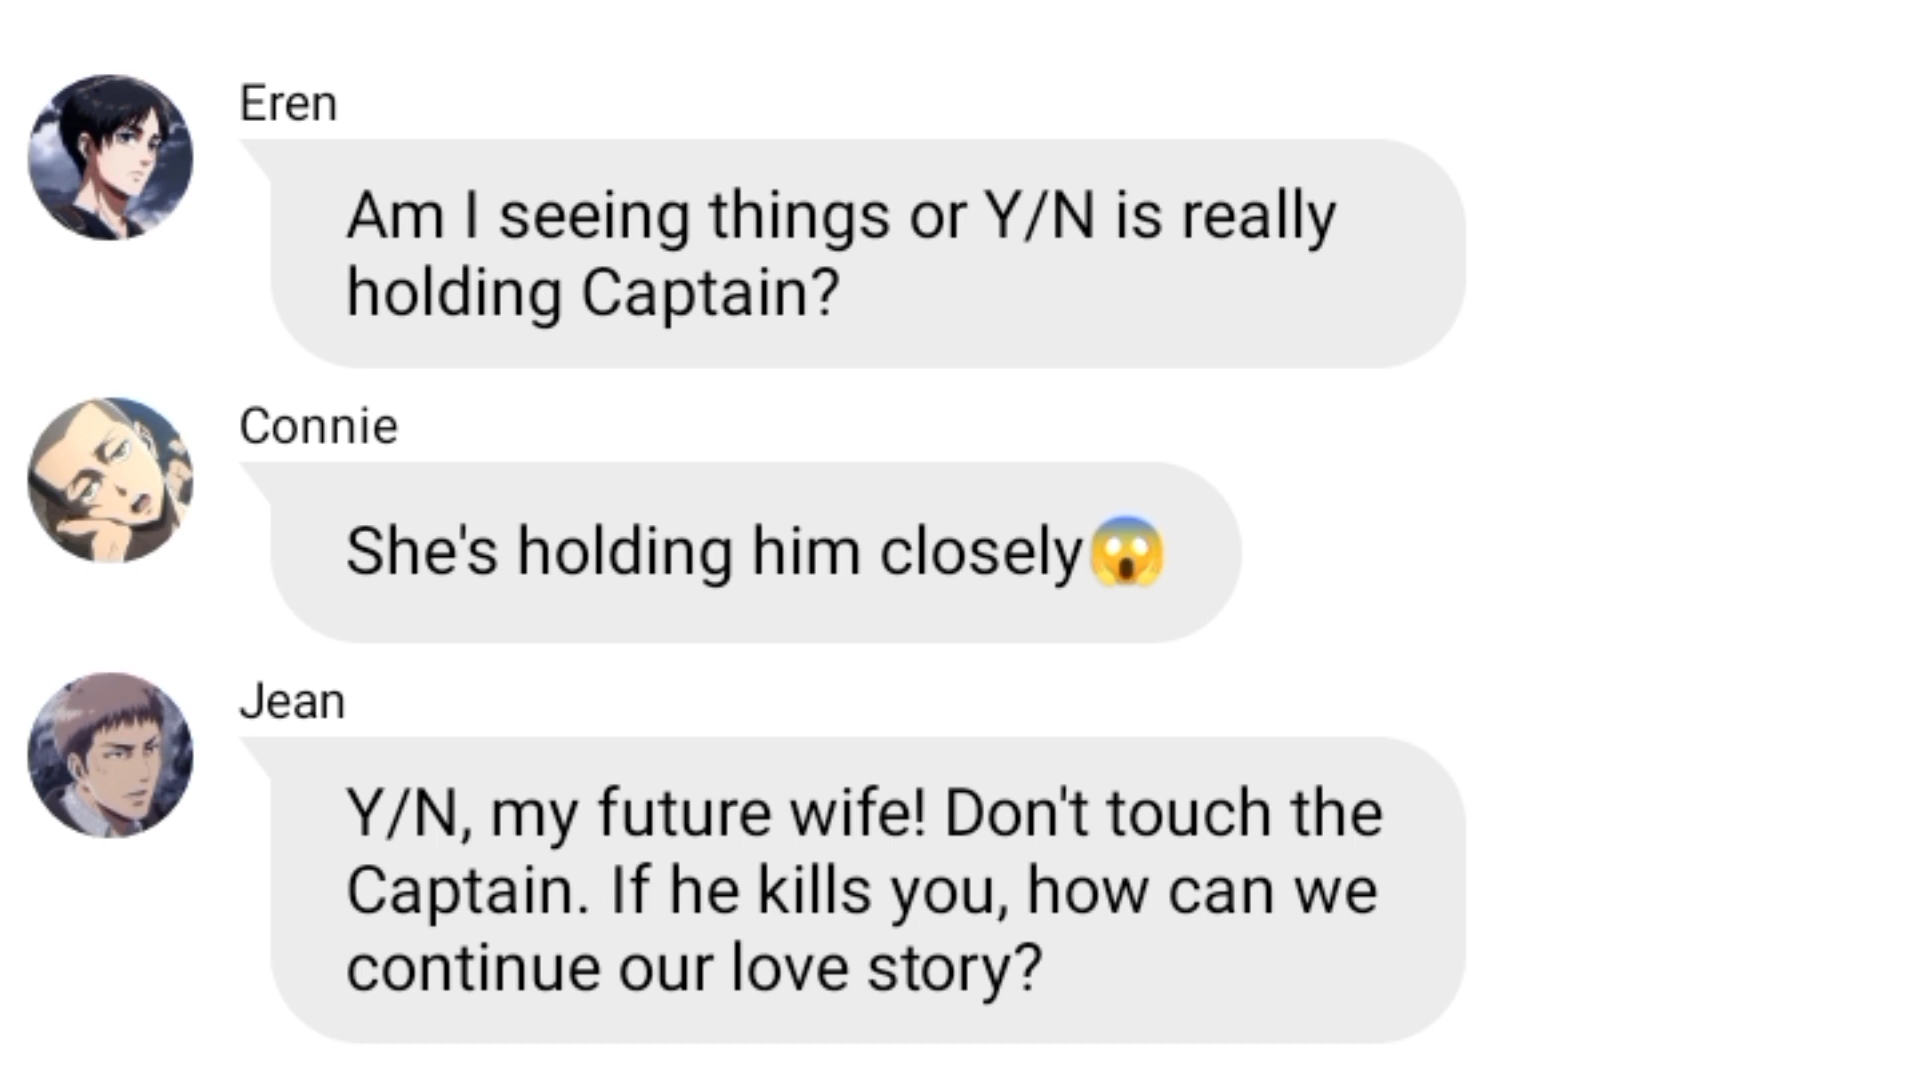 Eren
Am I seeing things or Y/N is really
holding Captain?
Connie
She's holding him closely😱
Jean
Y/N, my future wife! Don't touch the
Captain. If he kills you, how can we
continue our love story?